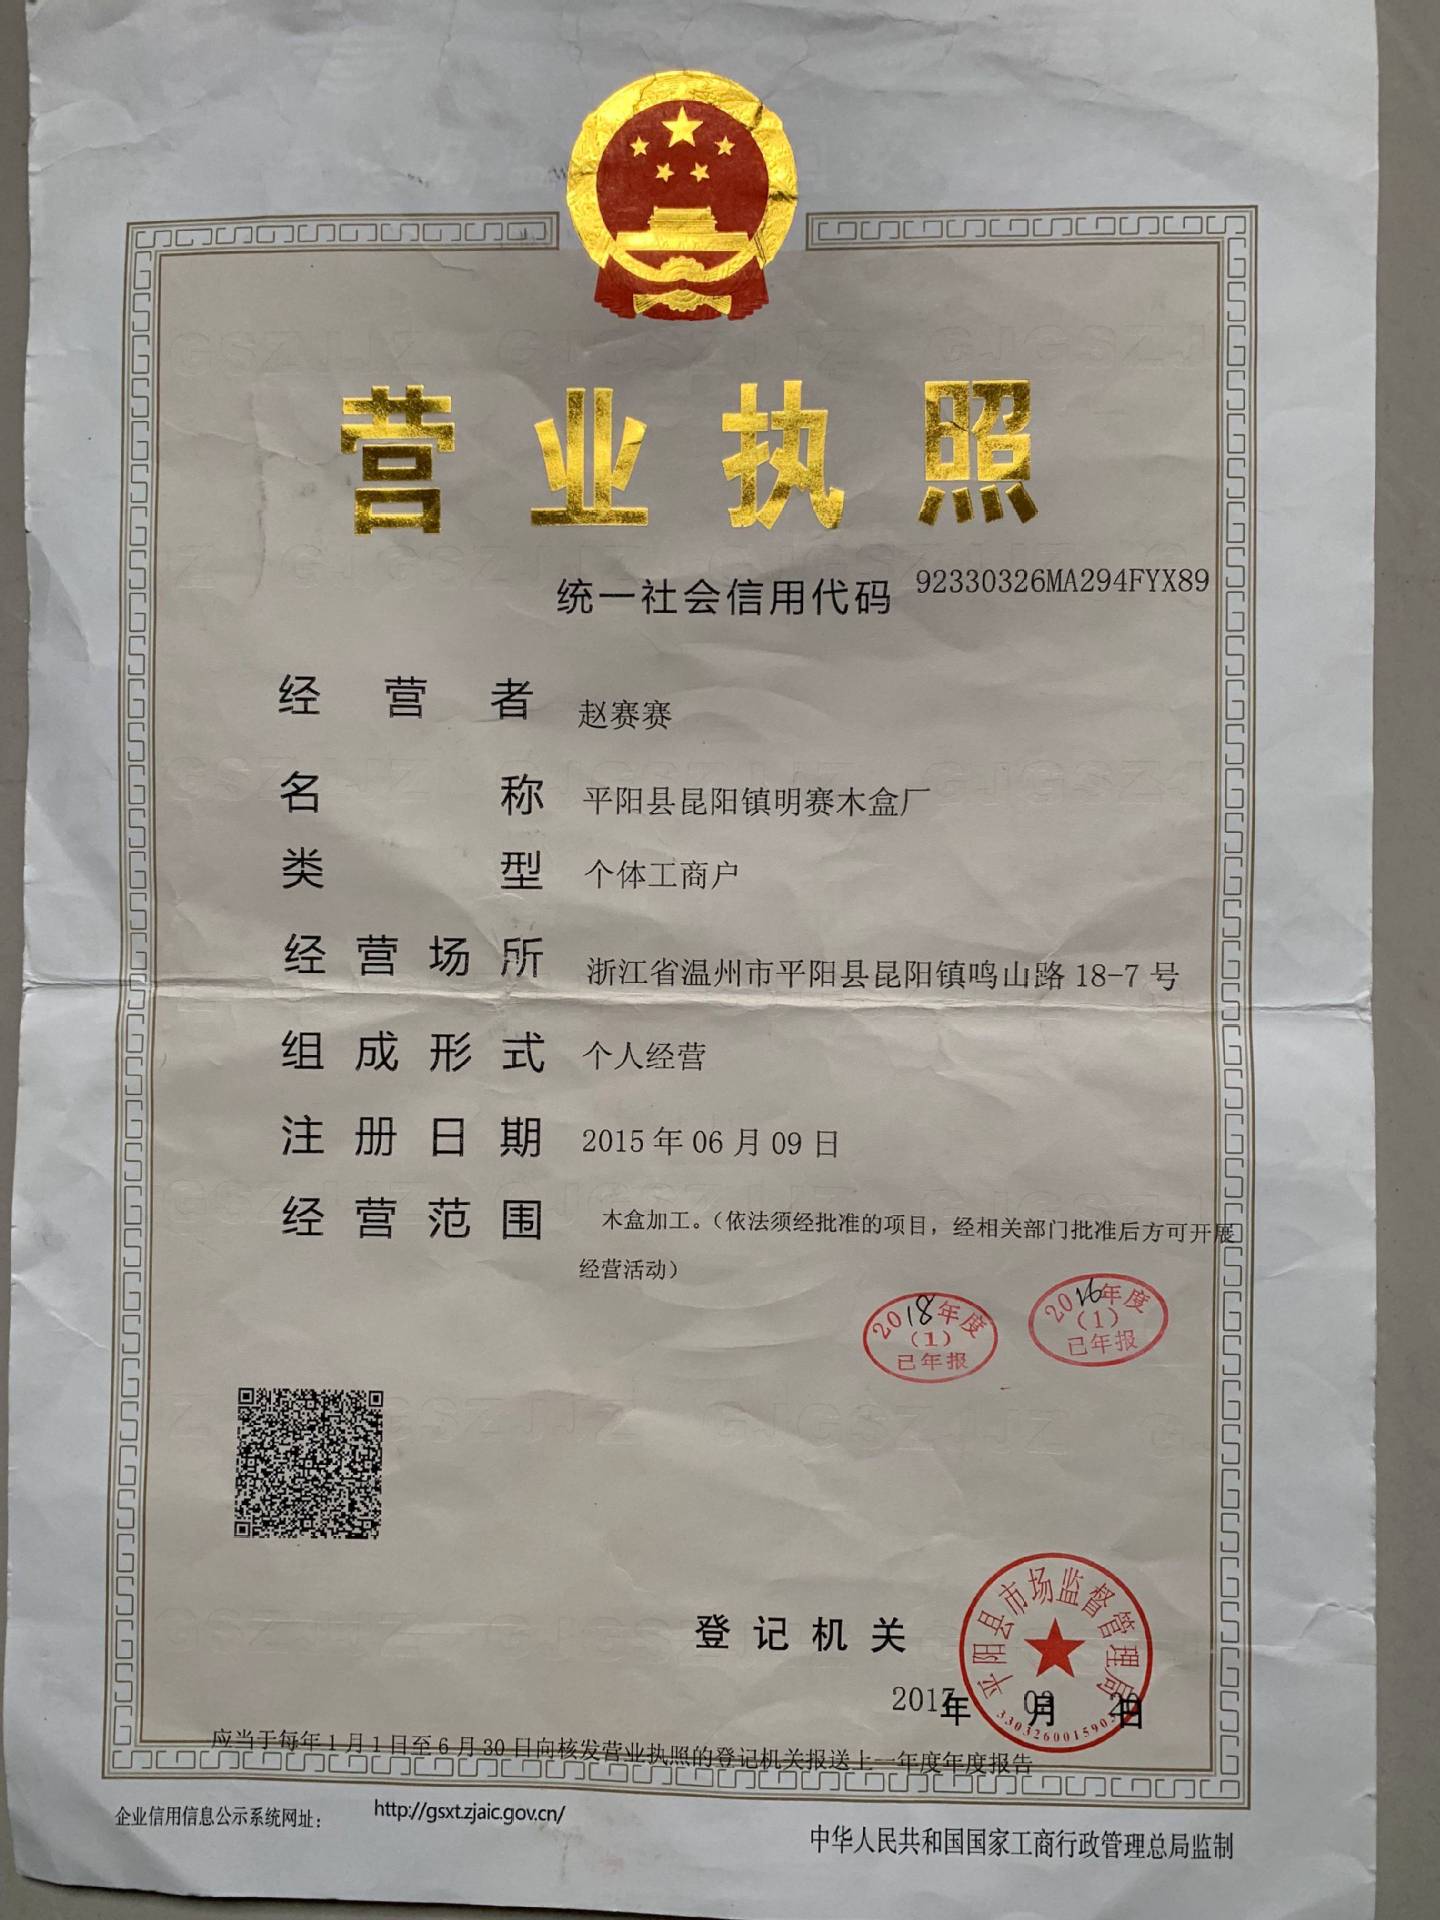 营业执照
统一社会信用代码 92330326MA294FYX89
经营者 赵赛赛
名称 平阳县昆阳镇明赛木盒厂
类型 个体工商户
经营场所 浙江省温州市平阳县昆阳镇鸣山路 18-7 号
组成形式 个人经营
注册日期 2015 年 06 月 09 日
经营范围 木盒加工。（依法须经批准的项目，经相关部门批准后方可开展
经营活动）
2018年度
（1）
已年报
2016年度
（1）
已年报
平阳县市场监督管理局
登记机关
2017年 月 日
应当于每年 1 月 1 日至 6 月 30 日向核发营业执照的登记机关报送上一年度年度报告
企业信用信息公示系统网址： http://gsxt.zjaic.gov.cn/
中华人民共和国国家工商行政管理总局监制